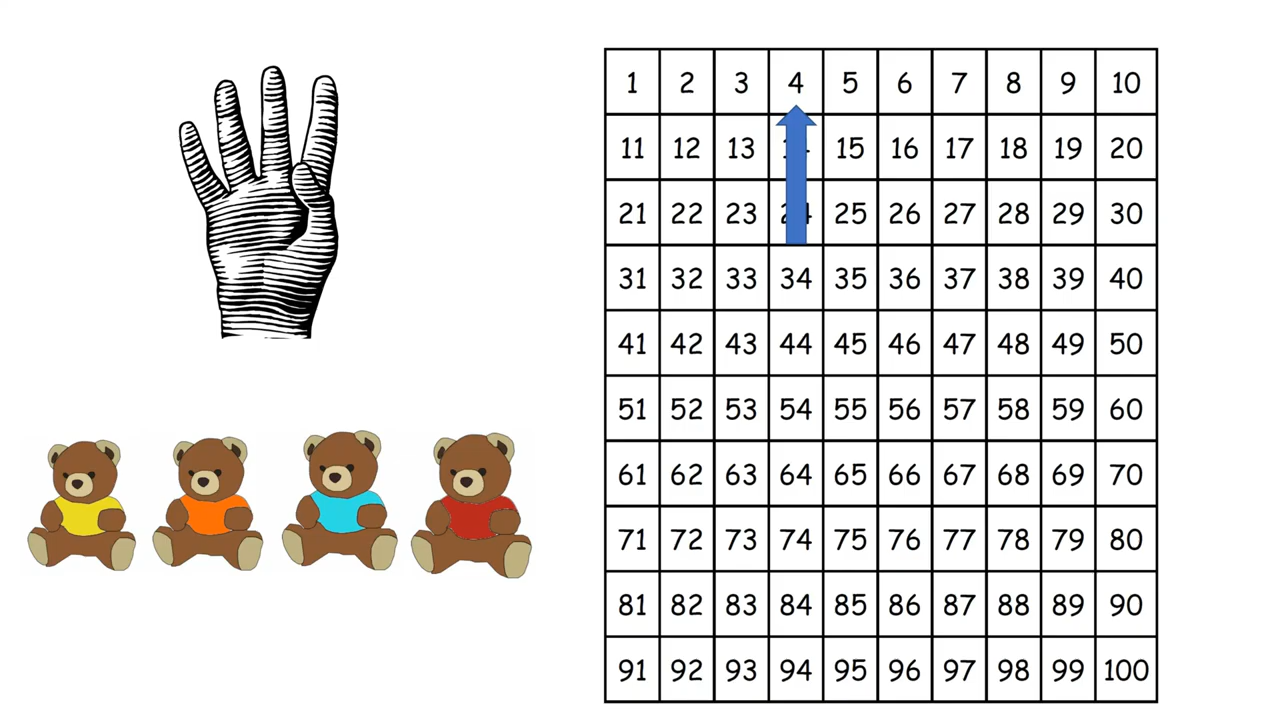 1 2 3 4 5 6 7 8 9 10
11 12 13 15 16 17 18 19 20
21 22 23 25 26 27 28 29 30
31 32 33 34 35 36 37 38 39 40
41 42 43 44 45 46 47 48 49 50
51 52 53 54 55 56 57 58 59 60
61 62 63 64 65 66 67 68 69 70
71 72 73 74 75 76 77 78 79 80
81 82 83 84 85 86 87 88 89 90
91 92 93 94 95 96 97 98 99 100